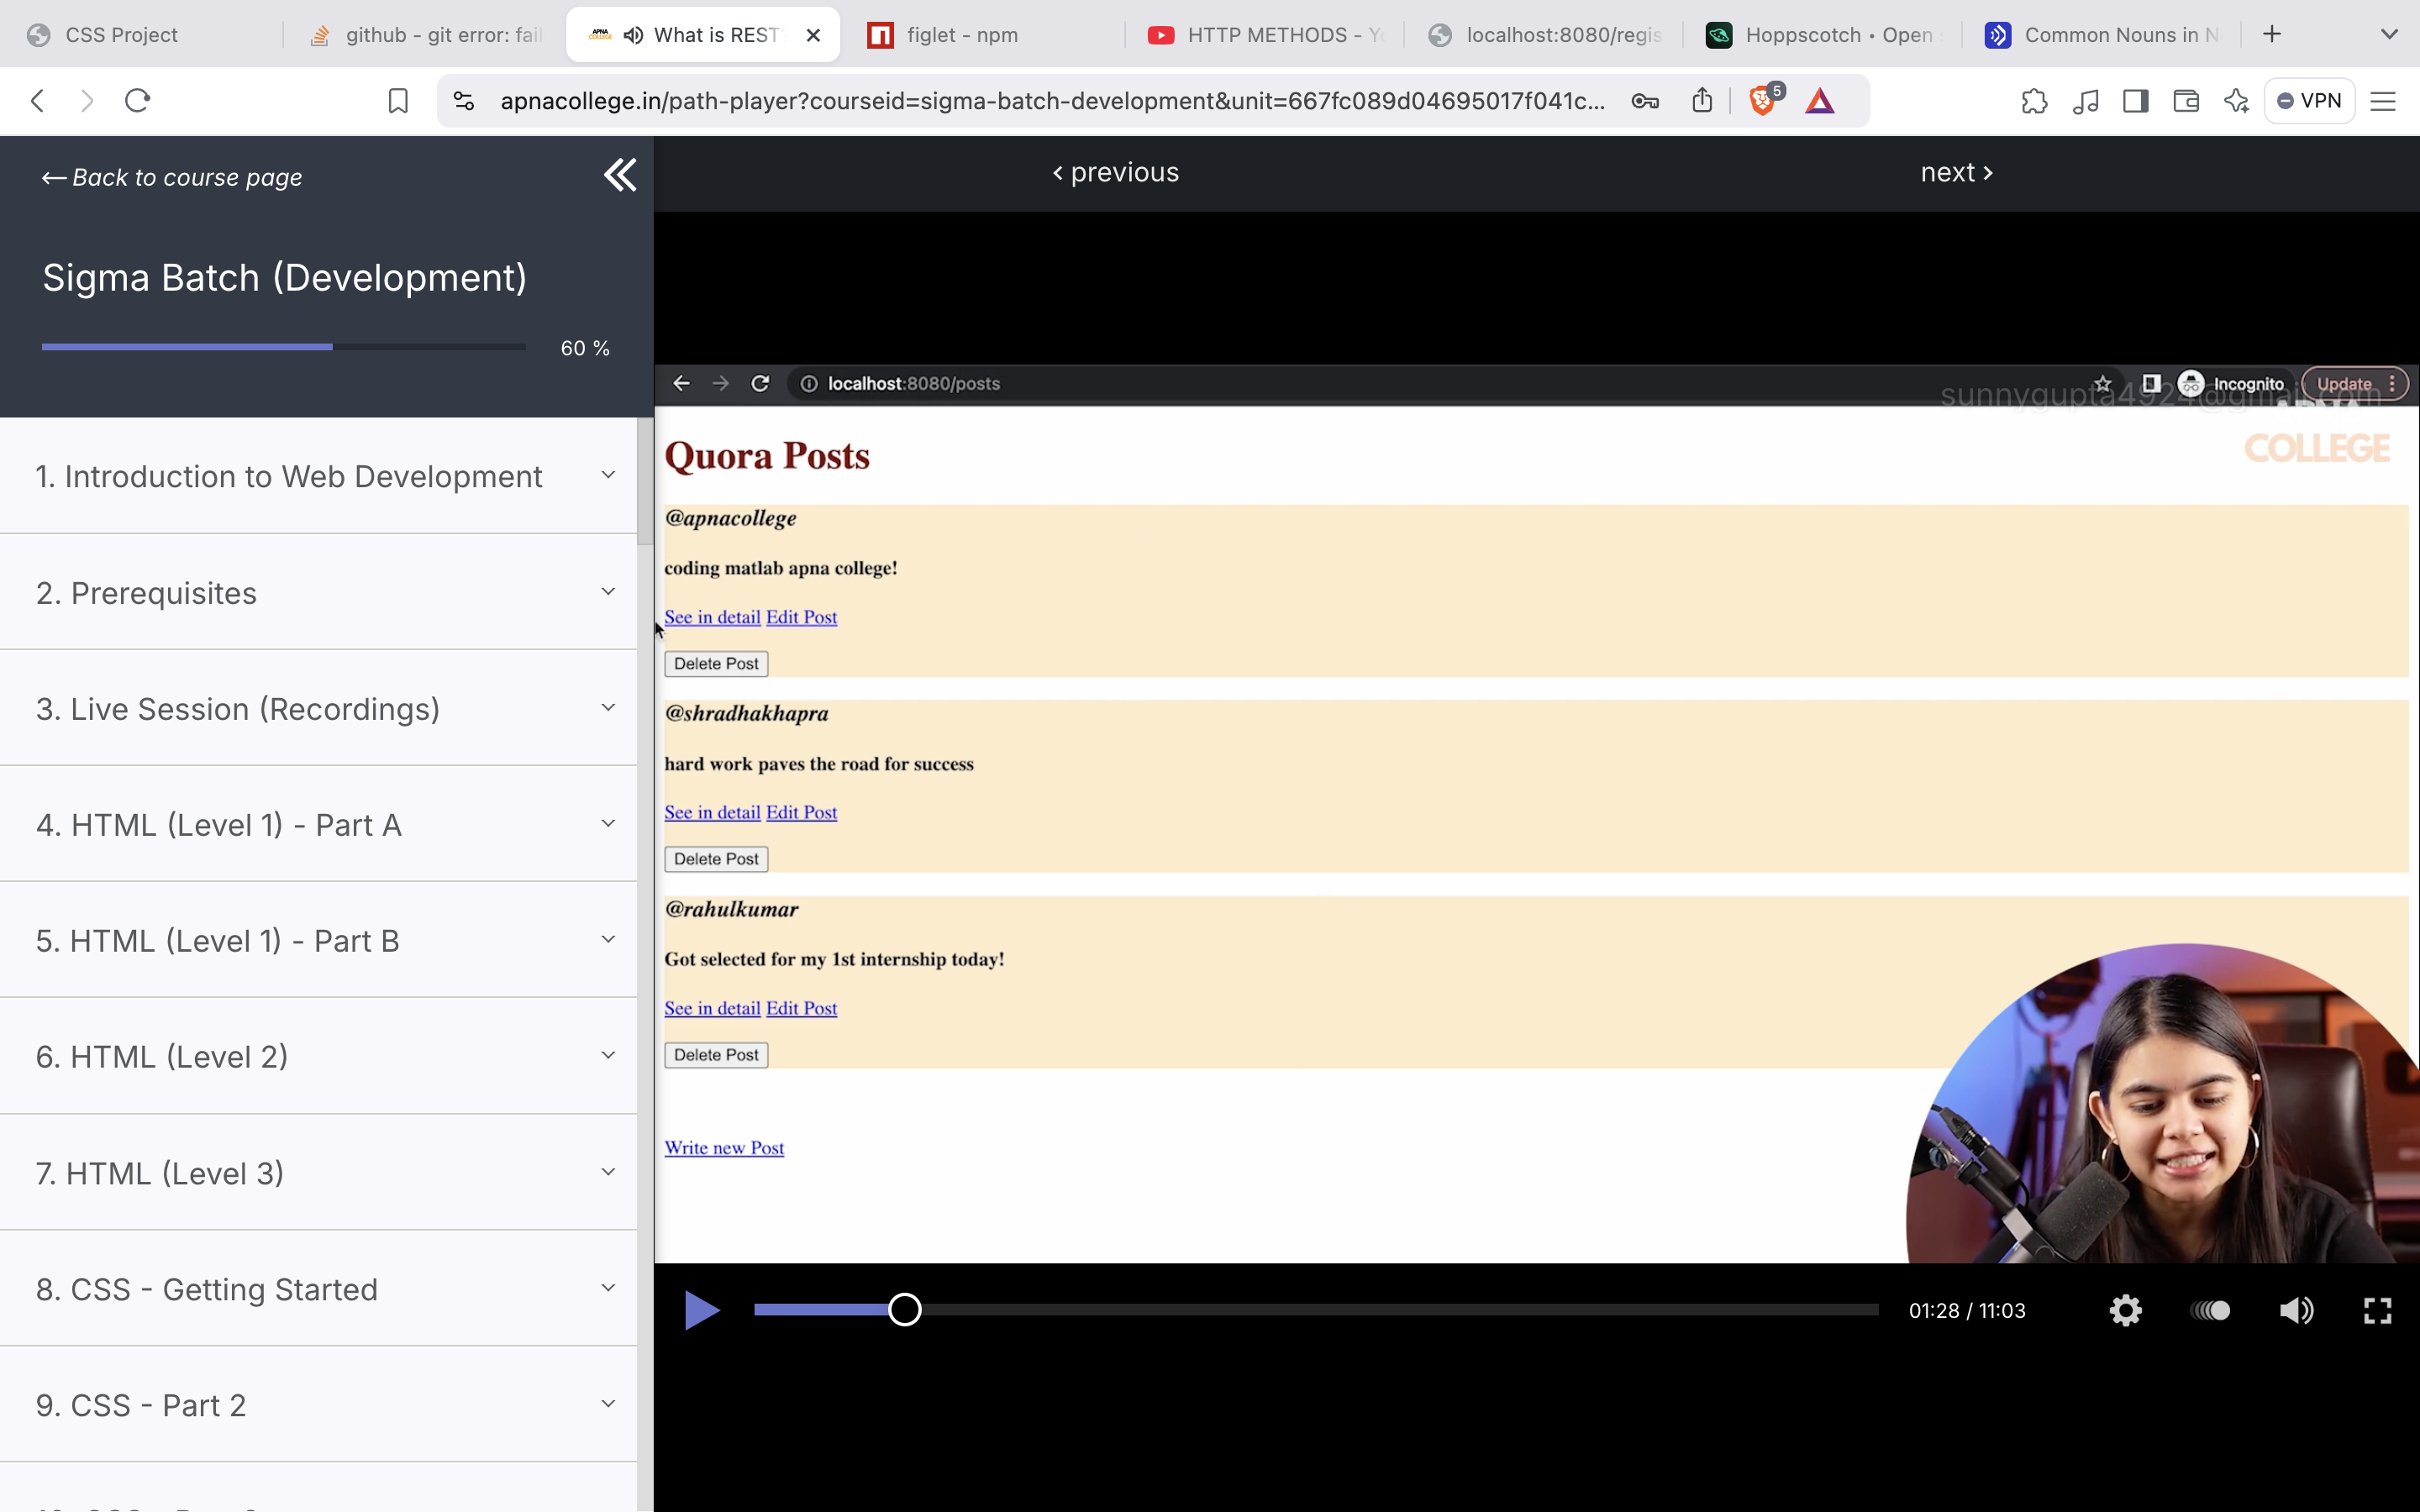 CSS Project
github - git error: fail
What is REST?
figlet - npm
HTTP METHODS - Yo
localhost:8080/regis
Hoppscotch • Open s
Common Nouns in N
apnacollege.in/path-player?courseid=sigma-batch-development&unit=667fc089d04695017f041c...
5
VPN
Back to course page
Sigma Batch (Development)
60 %
1. Introduction to Web Development
2. Prerequisites
3. Live Session (Recordings)
4. HTML (Level 1) - Part A
5. HTML (Level 1) - Part B
6. HTML (Level 2)
7. HTML (Level 3)
8. CSS - Getting Started
9. CSS - Part 2
‹ previous
next ›
localhost:8080/posts
Incognito
Update
sunnygupta4924@gmail.com
APNA
COLLEGE
Quora Posts
@apnacollege
coding matlab apna college!
See in detail Edit Post
Delete Post
@shradhakhapra
hard work paves the road for success
See in detail Edit Post
Delete Post
@rahulkumar
Got selected for my 1st internship today!
See in detail Edit Post
Delete Post
Write new Post
01:28 / 11:03